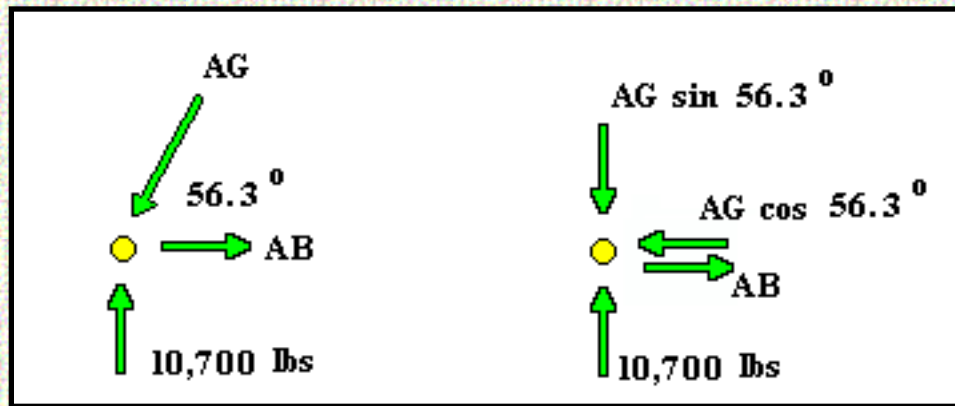 AG
56.3 º
AB
10,700 lbs
AG sin 56.3 º
AG cos 56.3 º
AB
10,700 lbs